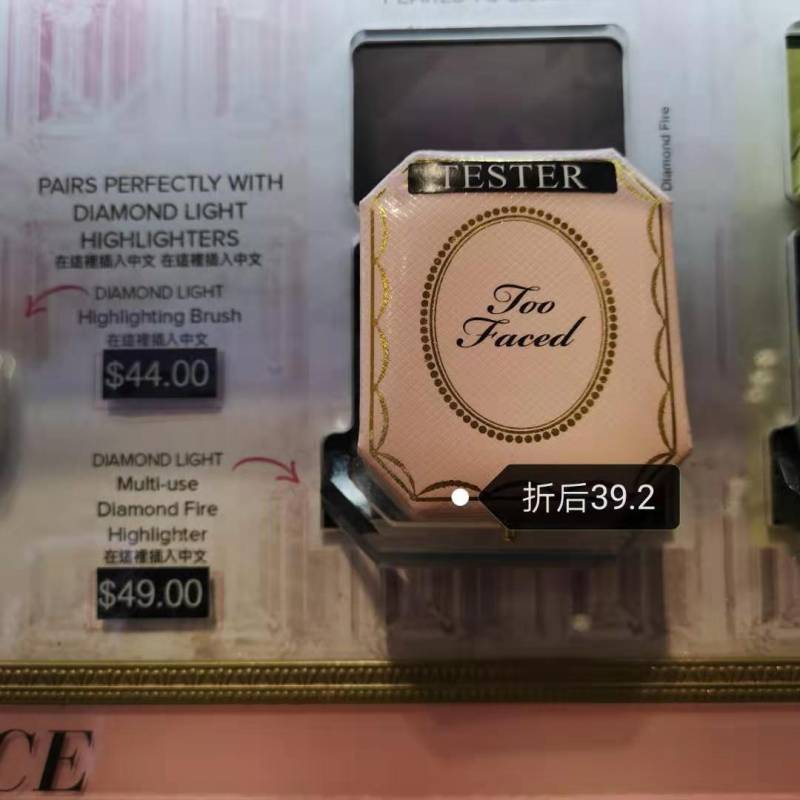 Diamond Fire
TESTER
PAIRS PERFECTLY WITH
DIAMOND LIGHT
HIGHLIGHTERS
在這裡插入中文 在這裡插入中文
DIAMOND LIGHT
Highlighting Brush
在這裡插入中文
$44.00
Too
Faced
DIAMOND LIGHT
Multi-use
Diamond Fire
Highlighter
在這裡插入中文
$49.00
折后39.2
CE